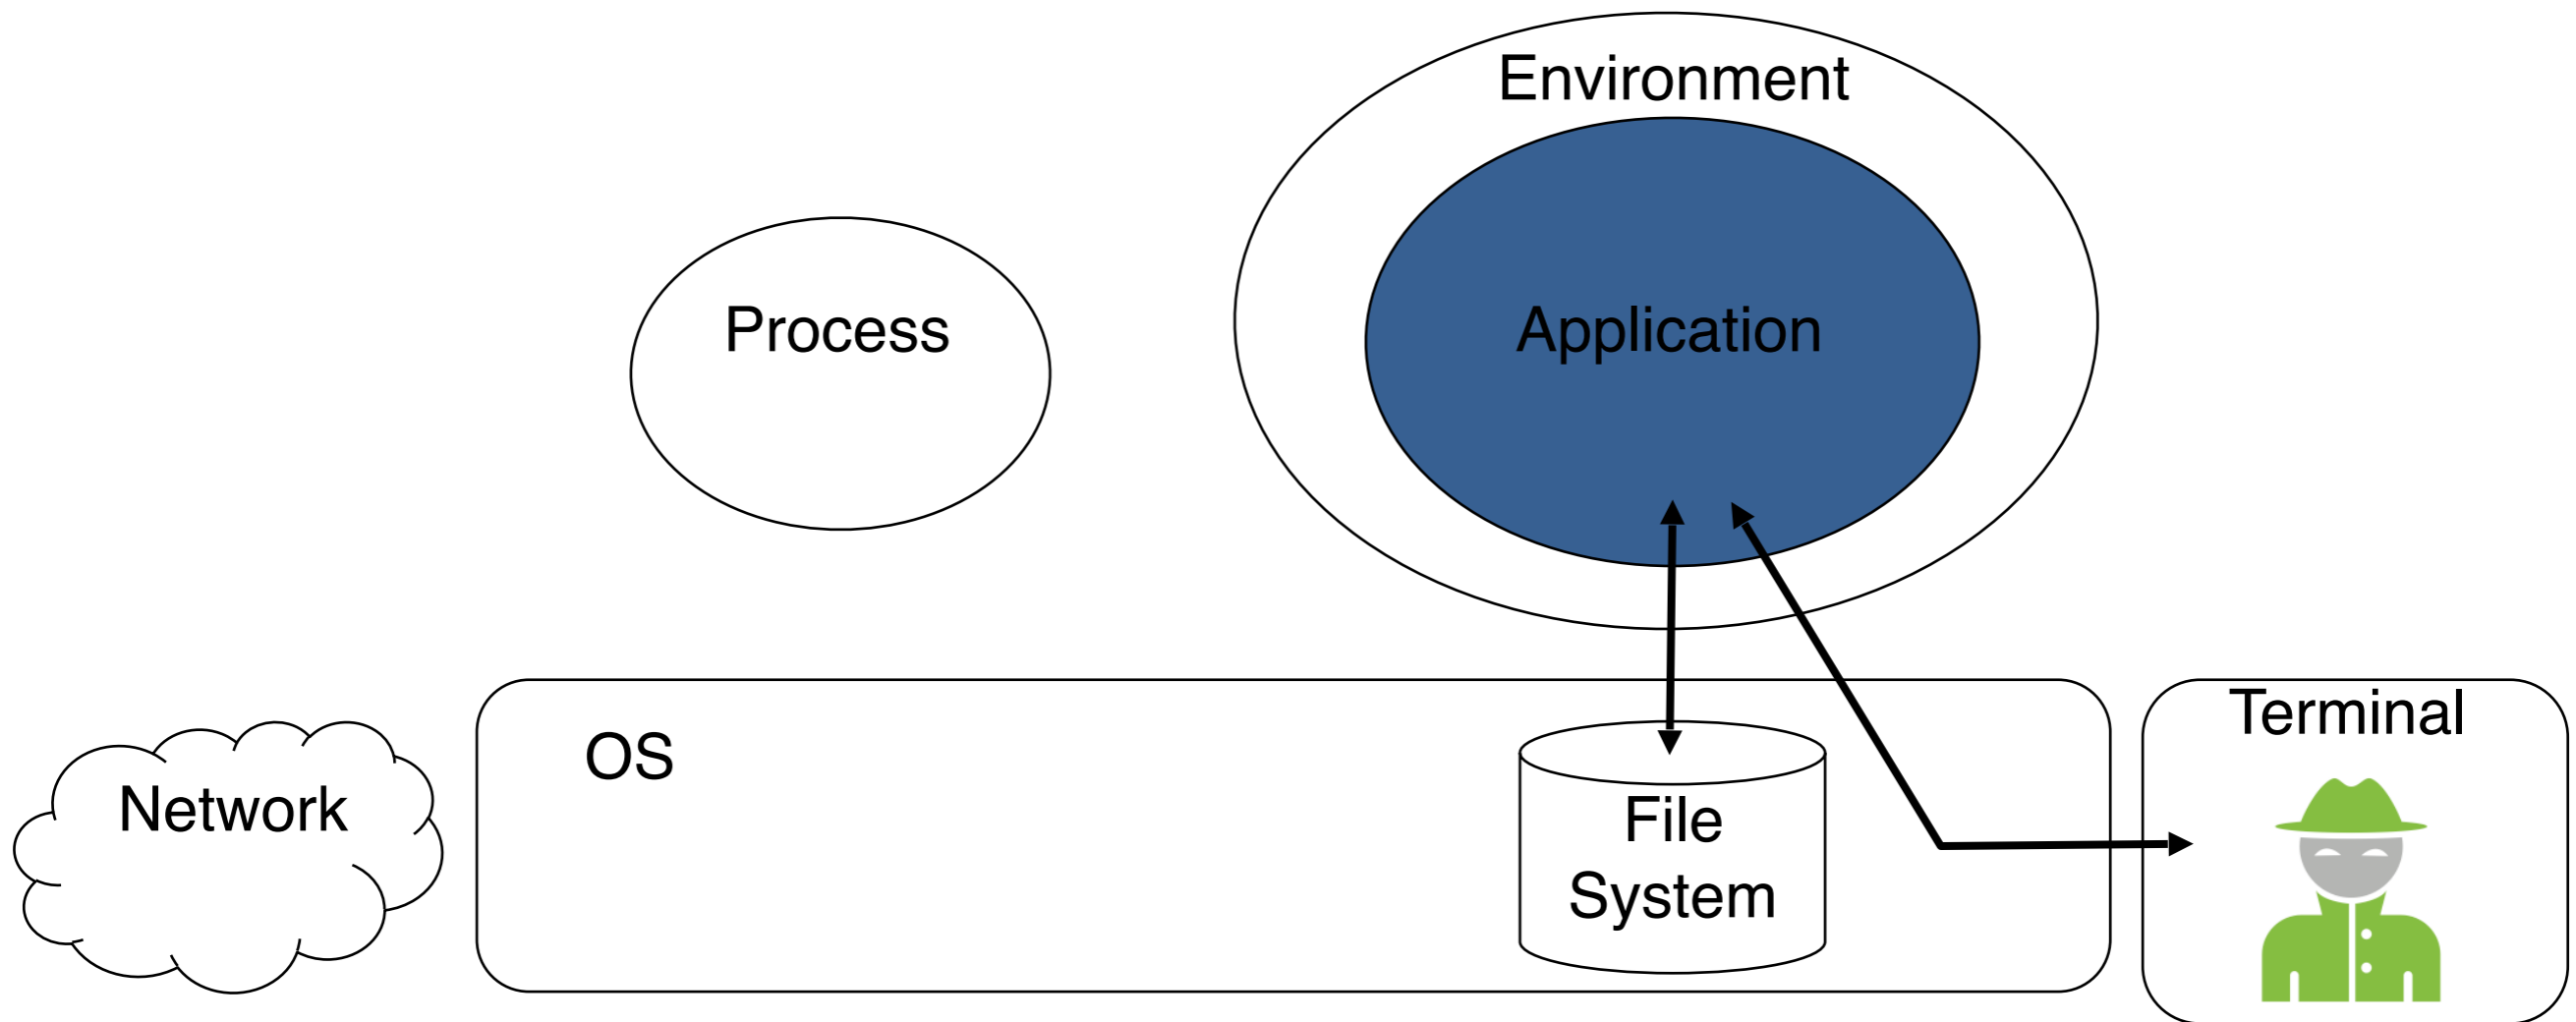 Environment
Process
Application
OS
Terminal
Network
File
System